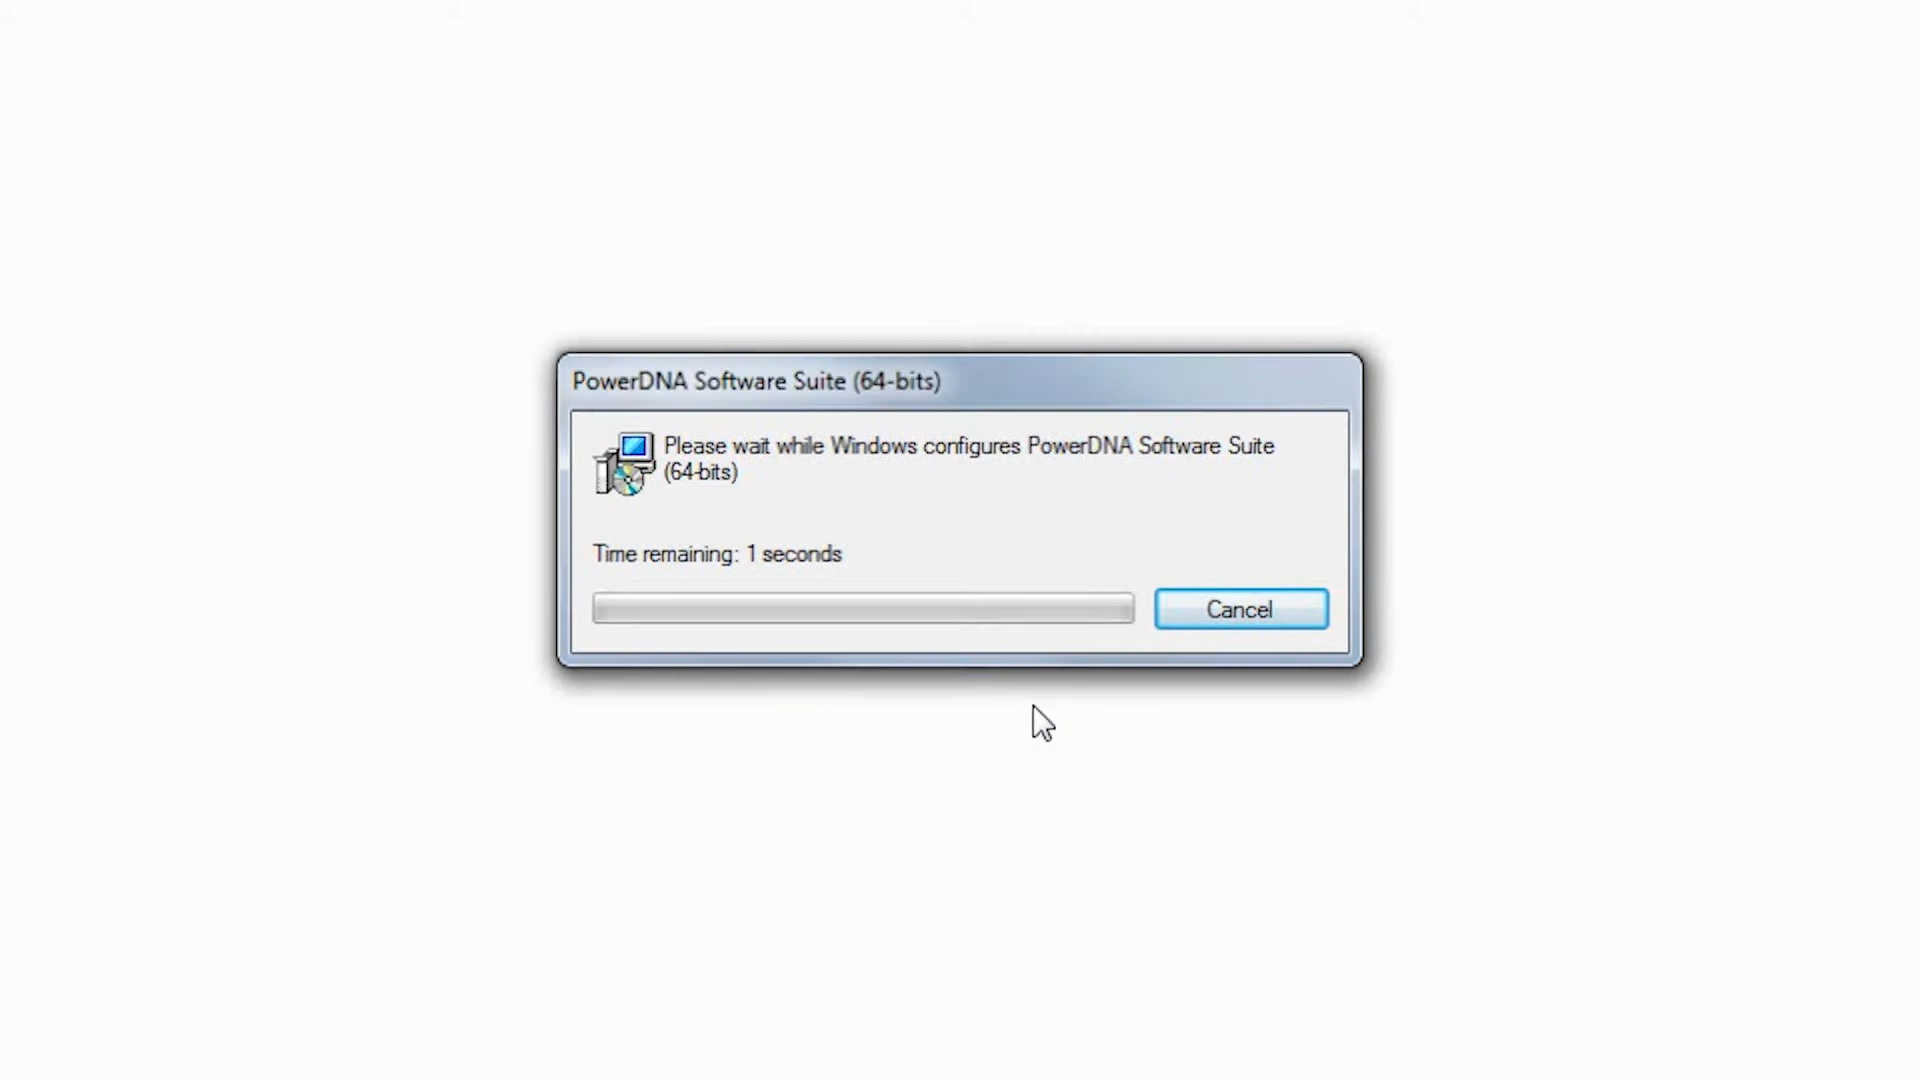 PowerDNA Software Suite (64-bits)
Please wait while Windows configures PowerDNA Software Suite
(64-bits)
Time remaining: 1 seconds
Cancel